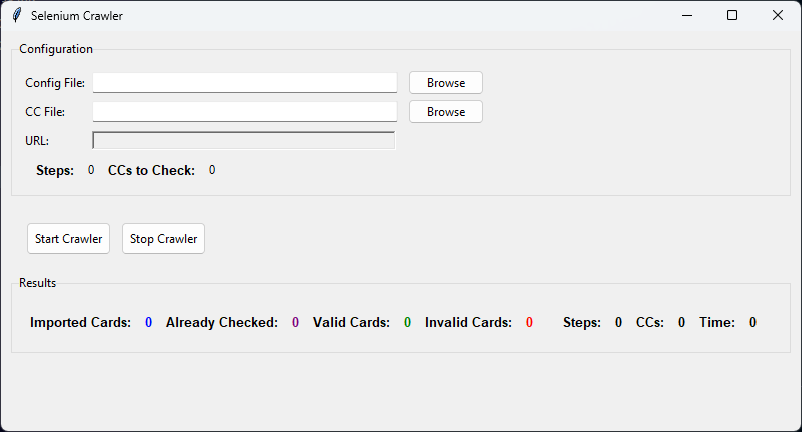 Selenium Crawler
Configuration
Config File: Browse
CC File: Browse
URL:
Steps: 0 CCs to Check: 0
Start Crawler Stop Crawler
Results
Imported Cards: 0 Already Checked: 0 Valid Cards: 0 Invalid Cards: 0 Steps: 0 CCs: 0 Time: 0